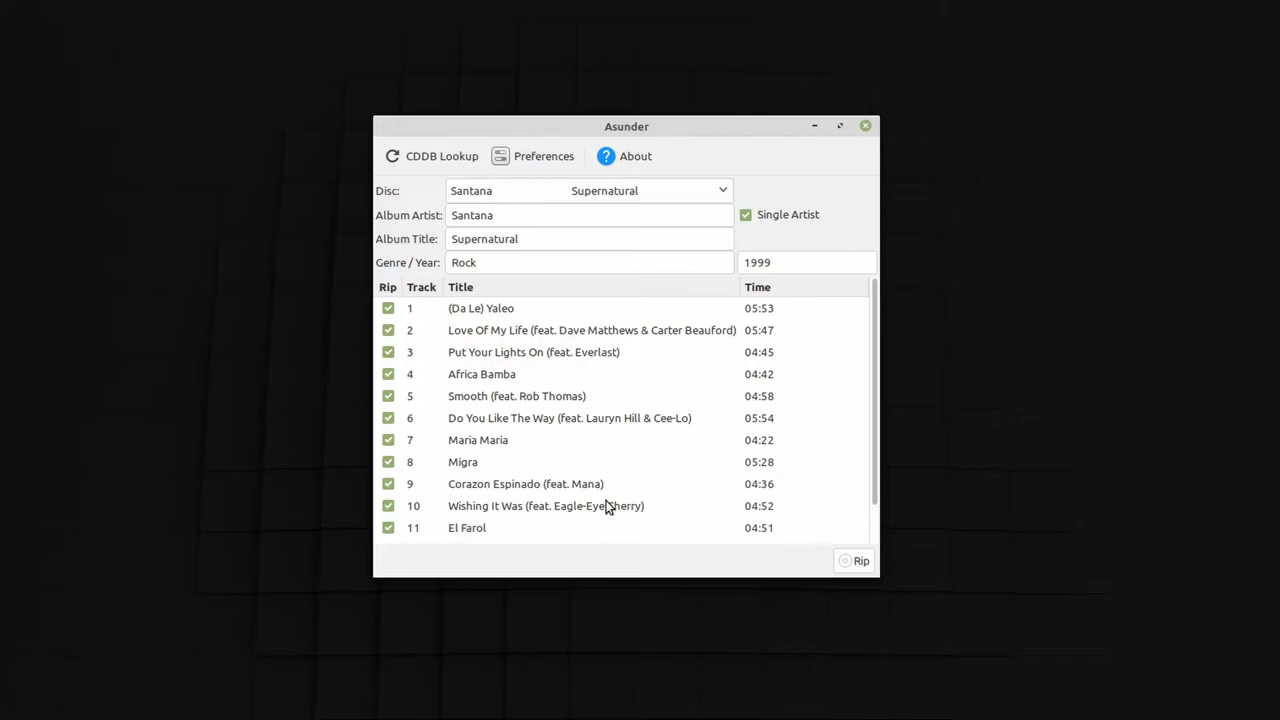 Asunder
CDDB Lookup Preferences ? About
Disc: Santana Supernatural
Album Artist: Santana Single Artist
Album Title: Supernatural
Genre / Year: Rock 1999
Rip Track Title Time
1 (Da Le) Yaleo 05:53
2 Love Of My Life (feat. Dave Matthews & Carter Beauford) 05:47
3 Put Your Lights On (feat. Everlast) 04:45
4 Africa Bamba 04:42
5 Smooth (feat. Rob Thomas) 04:58
6 Do You Like The Way (feat. Lauryn Hill & Cee-Lo) 05:54
7 Maria Maria 04:22
8 Migra 05:28
9 Corazon Espinado (feat. Mana) 04:36
10 Wishing It Was (feat. Eagle-Eye Cherry) 04:52
11 El Farol 04:51
Rip